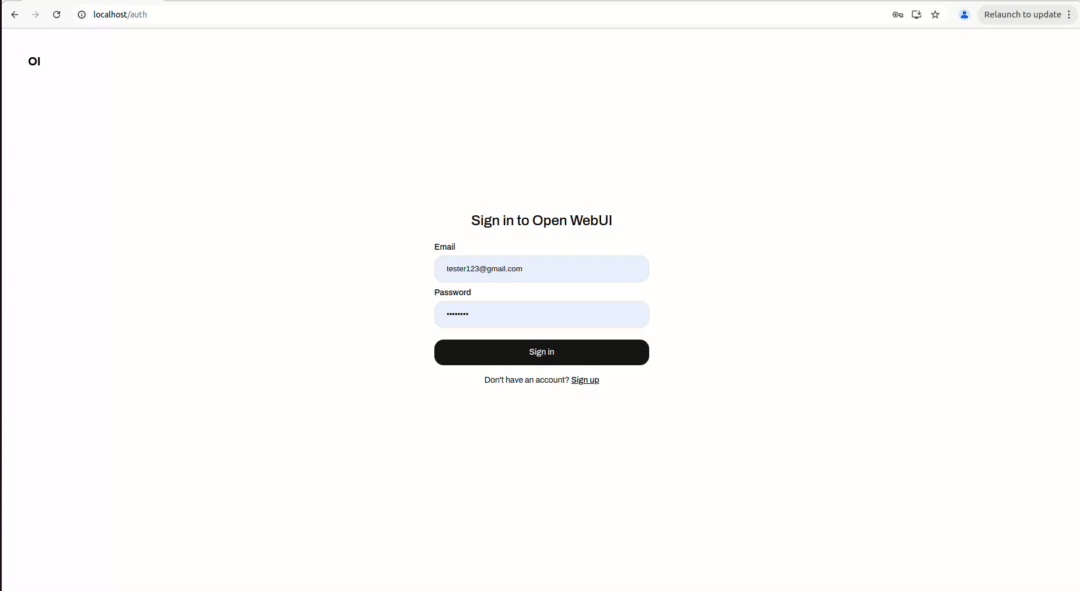 localhost/auth
Relaunch to update
OI
Sign in to Open WebUI
Email
tester123@gmail.com
Password
••••••••
Sign in
Don't have an account? Sign up